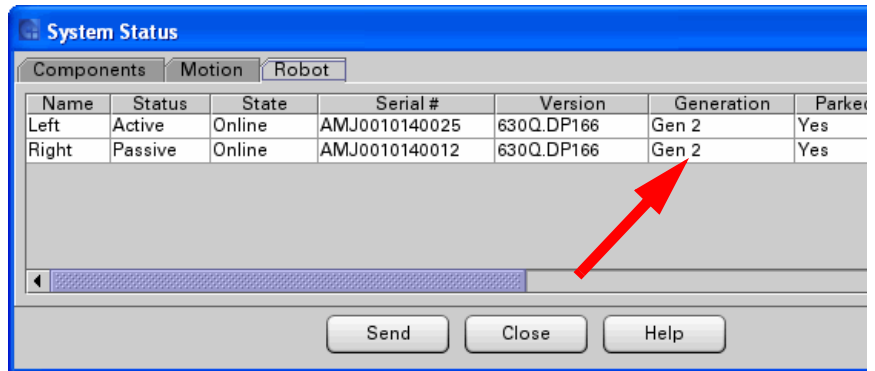 System Status
Components Motion Robot
Name Status State Serial # Version Generation Parked
Left Active Online AMJ0010140025 630Q.DP166 Gen 2 Yes
Right Passive Online AMJ0010140012 630Q.DP166 Gen 2 Yes
Send Close Help